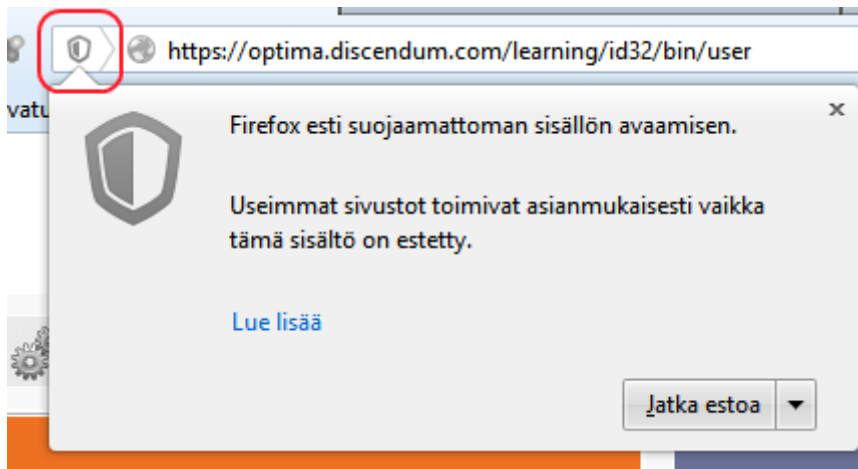 https://optima.discendum.com/learning/id32/bin/user
vatu
Firefox esti suojaamattoman sisällön avaamisen.
x
Useimmat sivustot toimivat asianmukaisesti vaikka
tämä sisältö on estetty.
Lue lisää
Jatka estoa